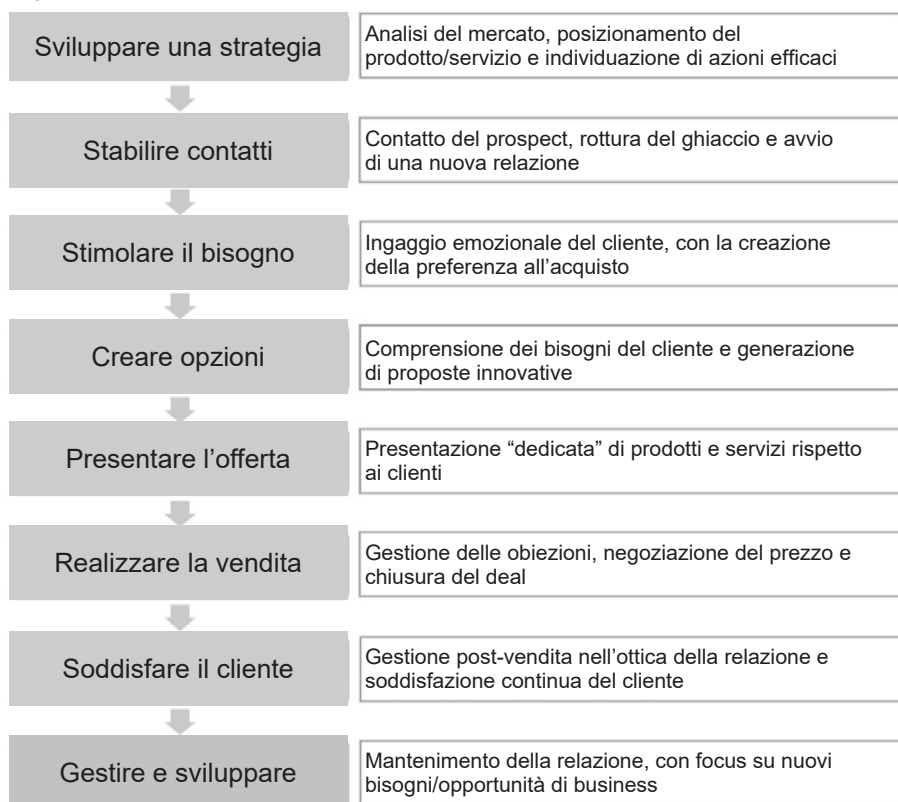 Sviluppare una strategia
Analisi del mercato, posizionamento del
prodotto/servizio e individuazione di azioni efficaci
Stabilire contatti
Contatto del prospect, rottura del ghiaccio e avvio
di una nuova relazione
Stimolare il bisogno
Ingaggio emozionale del cliente, con la creazione
della preferenza all’acquisto
Creare opzioni
Comprensione dei bisogni del cliente e generazione
di proposte innovative
Presentare l’offerta
Presentazione “dedicata” di prodotti e servizi rispetto
ai clienti
Realizzare la vendita
Gestione delle obiezioni, negoziazione del prezzo e
chiusura del deal
Soddisfare il cliente
Gestione post-vendita nell’ottica della relazione e
soddisfazione continua del cliente
Gestire e sviluppare
Mantenimento della relazione, con focus su nuovi
bisogni/opportunità di business